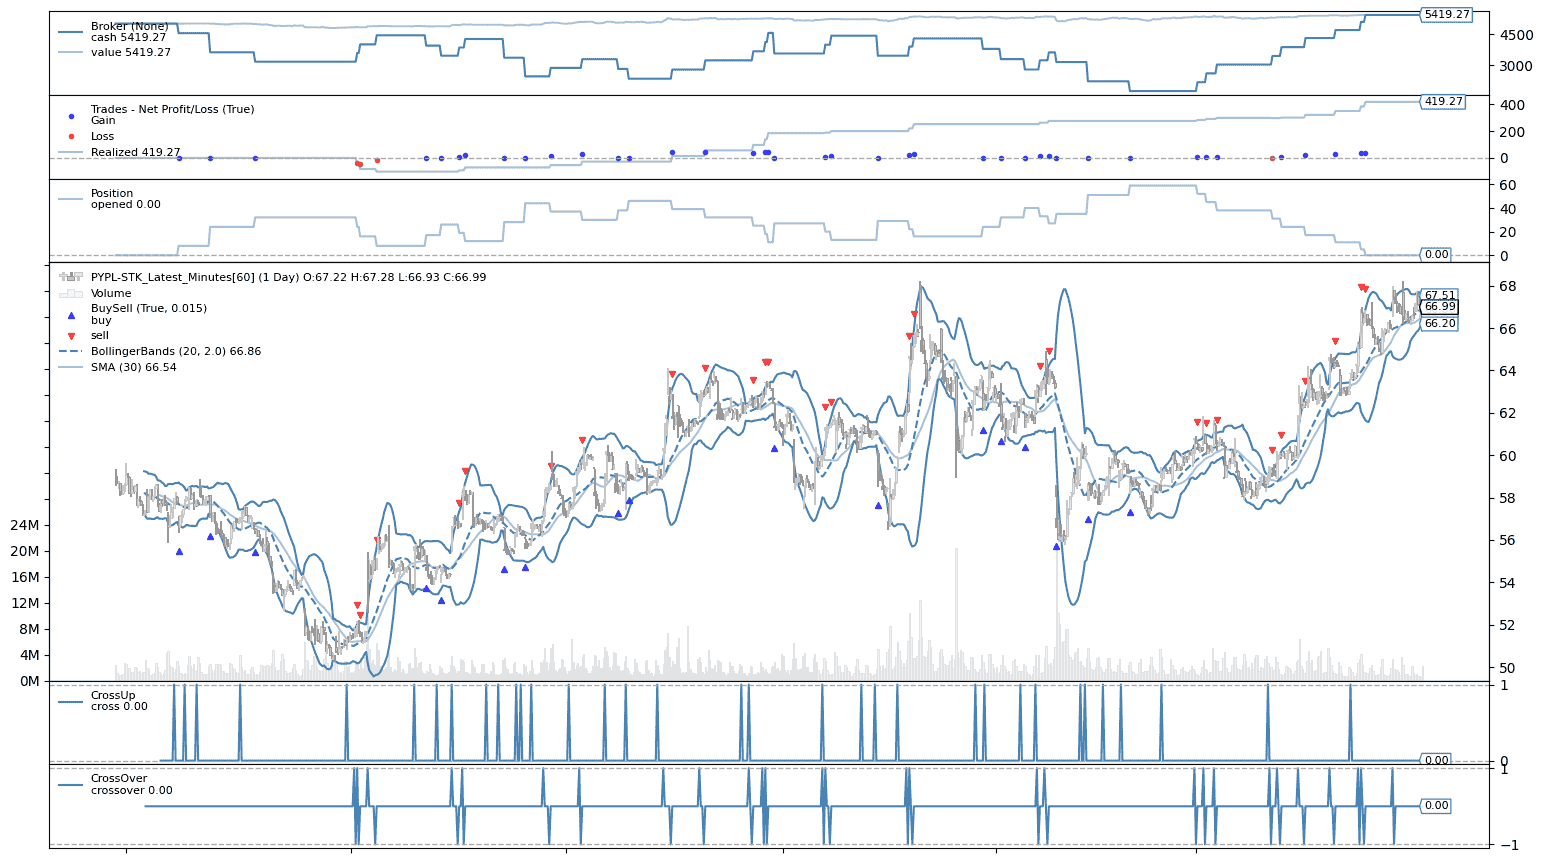 Broker (None)
cash 5419.27
value 5419.27
5419.27
4500
3000
Trades - Net Profit/Loss (True)
Gain
Loss
Realized 419.27
419.27
400
200
0
Position
opened 0.00
60
40
20
0
0.00
PYPL-STK_Latest_Minutes[60] (1 Day) O:67.22 H:67.28 L:66.93 C:66.99
Volume
BuySell (True, 0.015)
buy
sell
BollingerBands (20, 2.0) 66.86
SMA (30) 66.54
24M
20M
16M
12M
8M
4M
0M
67.51
66.99
66.20
68
66
64
62
60
58
56
54
52
50
CrossUp
cross 0.00
1
0
0.00
CrossOver
crossover 0.00
1
0.00
−1